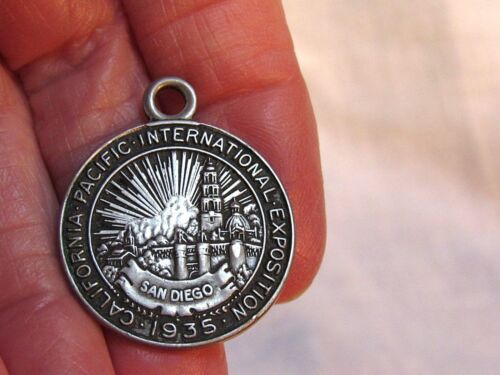 CALIFORNIA · PACIFIC · INTERNATIONAL · EXPOSITION ·
SAN DIEGO
· 1935 ·